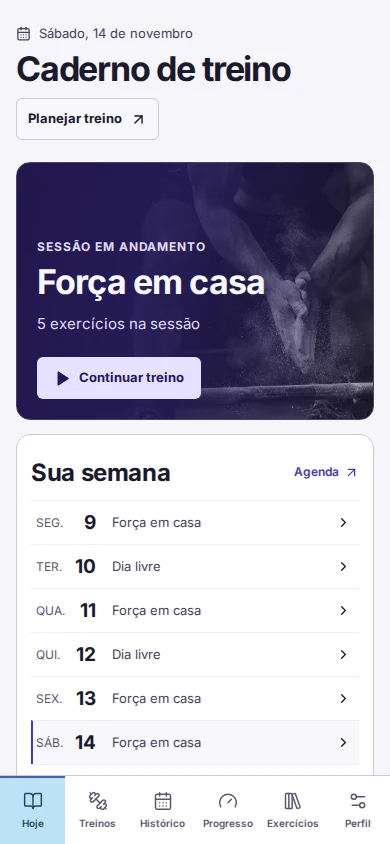 Sábado, 14 de novembro
Caderno de treino
Planejar treino
SESSÃO EM ANDAMENTO
Força em casa
5 exercícios na sessão
Continuar treino
Sua semana
Agenda
SEG. 9 Força em casa
TER. 10 Dia livre
QUA. 11 Força em casa
QUI. 12 Dia livre
SEX. 13 Força em casa
SÁB. 14 Força em casa
Hoje Treinos Histórico Progresso Exercícios Perfil